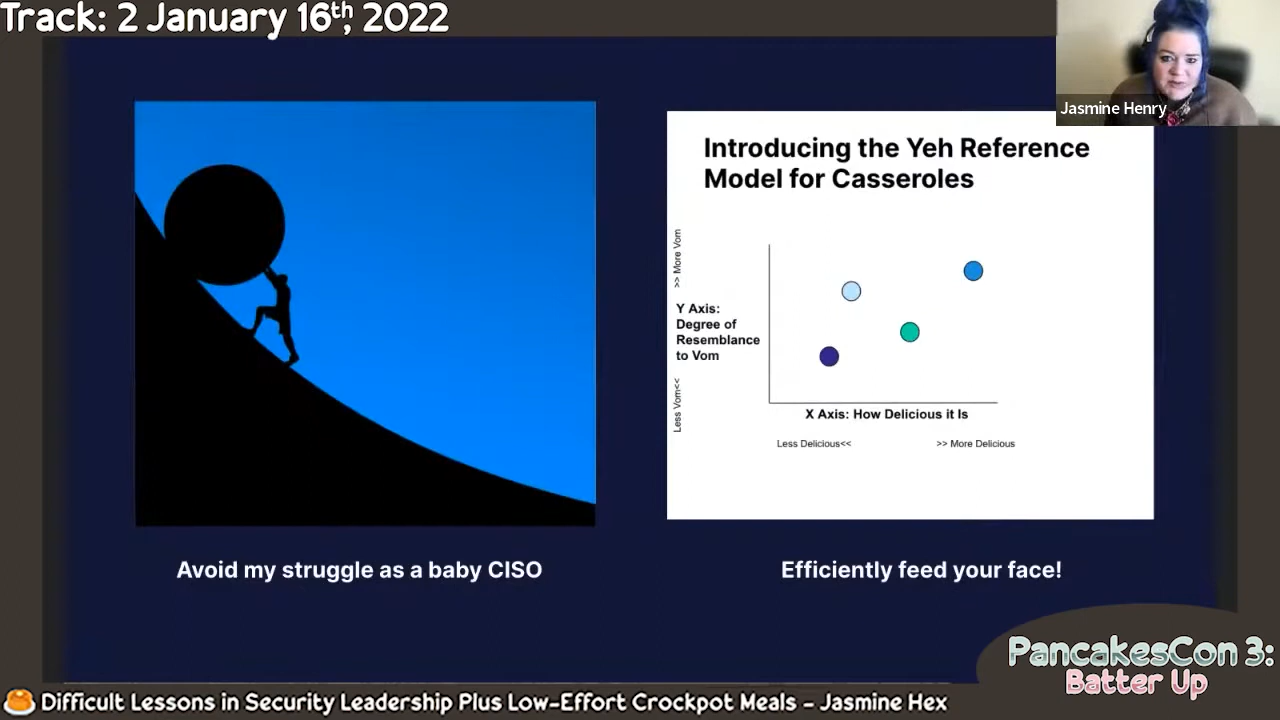 Track: 2 January 16th, 2022
Jasmine Henry
Introducing the Yeh Reference
Model for Casseroles
>> More Vom
Y Axis:
Degree of
Resemblance
to Vom
Less Vom<<
X Axis: How Delicious it Is
Less Delicious<<
>> More Delicious
Avoid my struggle as a baby CISO
Efficiently feed your face!
PancakesCon 3:
Batter Up
Difficult Lessons in Security Leadership Plus Low-Effort Crockpot Meals - Jasmine Hex